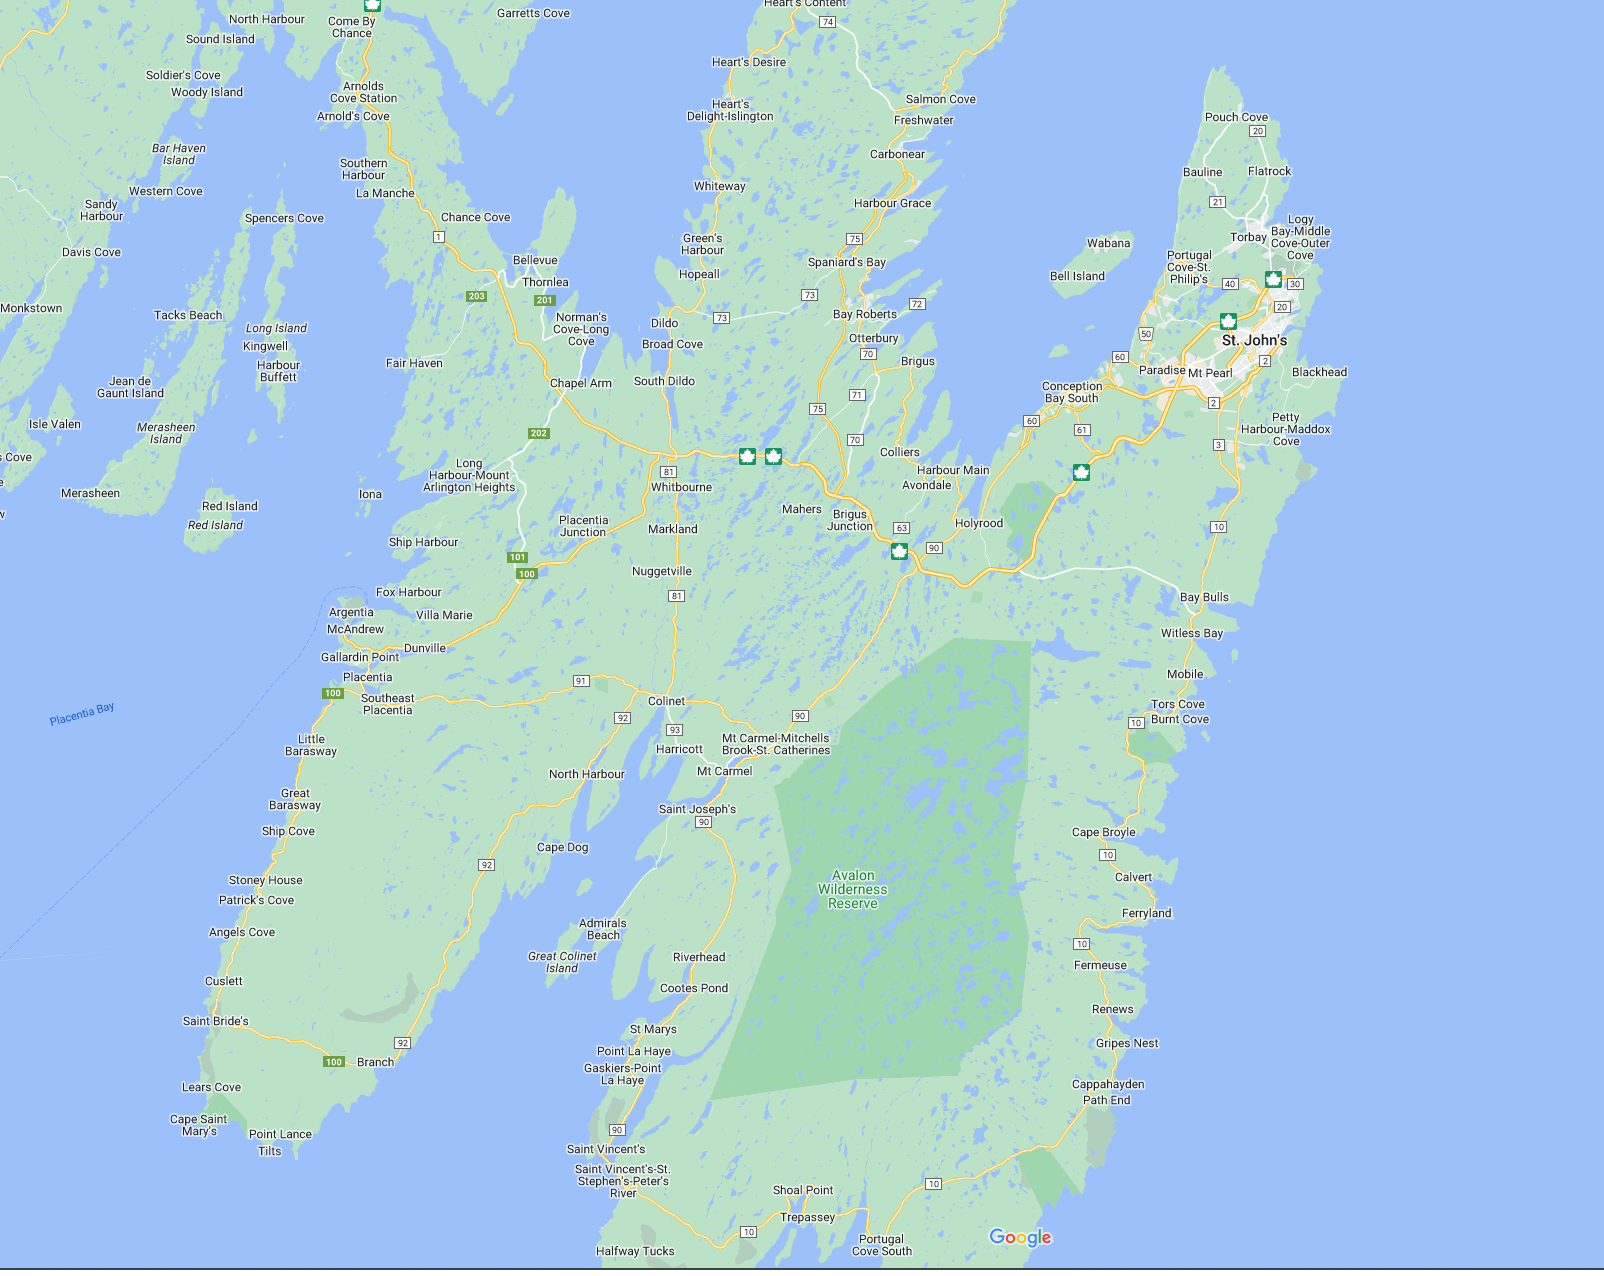 Heart's Content
Garretts Cove
North Harbour
Come By
Chance
74
Sound Island
Heart's Desire
Soldier's Cove
Woody Island
Arnolds
Cove Station
Arnold's Cove
Salmon Cove
Heart's
Delight-Islington
Freshwater
Pouch Cove
20
Bar Haven
Island
Carbonear
Southern
Harbour
Western Cove
La Manche
Whiteway
Bauline
Flatrock
Sandy
Harbour
Spencers Cove
Chance Cove
Harbour Grace
21
1
Green's
Harbour
75
Wabana
Torbay
Logy
Bay-Middle
Cove-Outer
Cove
Davis Cove
Bellevue
Hopeall
Spaniard's Bay
Bell Island
Portugal
Cove-St.
Philip's
Thornlea
203
201
73
72
40
30
20
Monkstown
Tacks Beach
Norman's
Cove-Long
Cove
73
Dildo
Bay Roberts
Long Island
Kingwell
Broad Cove
Otterbury
50
St. John's
Harbour
Buffett
Fair Haven
70
Brigus
60
2
Jean de
Gaunt Island
Chapel Arm
South Dildo
Paradise
Mt Pearl
Blackhead
71
Conception
Bay South
2
Isle Valen
Merasheen
Island
75
60
61
Petty
Harbour-Maddox
Cove
202
70
3
s Cove
Colliers
Long
Harbour-Mount
Arlington Heights
81
Harbour Main
Avondale
Merasheen
Iona
Whitbourne
Red Island
Red Island
Mahers
Brigus
Junction
Placentia
Junction
Markland
63
Holyrood
10
Ship Harbour
90
101
100
Nuggetville
Fox Harbour
81
Bay Bulls
Argentia
Villa Marie
McAndrew
Witless Bay
Dunville
Gallardin Point
Placentia
91
Mobile
100
Southeast
Placentia
Colinet
Tors Cove
Placentia Bay
92
90
10
Burnt Cove
93
Little
Barasway
Harricott
Mt Carmel-Mitchells
Brook-St. Catherines
North Harbour
Mt Carmel
Great
Barasway
Saint Joseph's
90
Ship Cove
Cape Broyle
Cape Dog
10
92
Stoney House
Avalon
Wilderness
Reserve
Calvert
Patrick's Cove
Ferryland
Admirals
Beach
Angels Cove
10
Great Colinet
Island
Riverhead
Fermeuse
Cuslett
Cootes Pond
Renews
Saint Bride's
St Marys
92
Gripes Nest
Point La Haye
100
Branch
Gaskiers-Point
La Haye
Lears Cove
Cappahayden
Path End
Cape Saint
Mary's
Point Lance
90
Tilts
Saint Vincent's
Saint Vincent's-St.
Stephen's-Peter's
River
10
Shoal Point
Trepassey
10
Google
Portugal
Cove South
Halfway Tucks